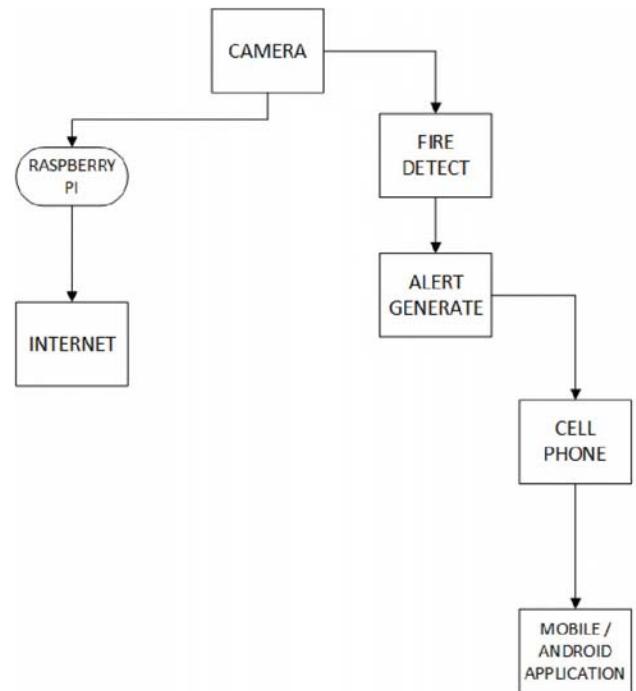 CAMERA
RASPBERRY
PI
FIRE
DETECT
ALERT
GENERATE
INTERNET
CELL
PHONE
MOBILE /
ANDROID
APPLICATION